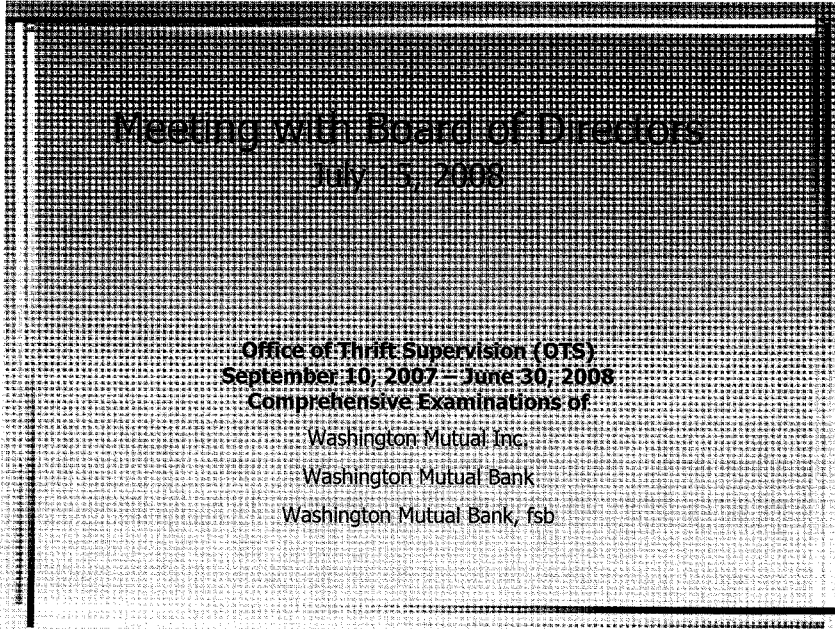 Meeting with Board of Directors
July 15, 2008
Office of Thrift Supervision (OTS)
September 10, 2007 – June 30, 2008
Comprehensive Examinations of
Washington Mutual Inc.
Washington Mutual Bank
Washington Mutual Bank, fsb